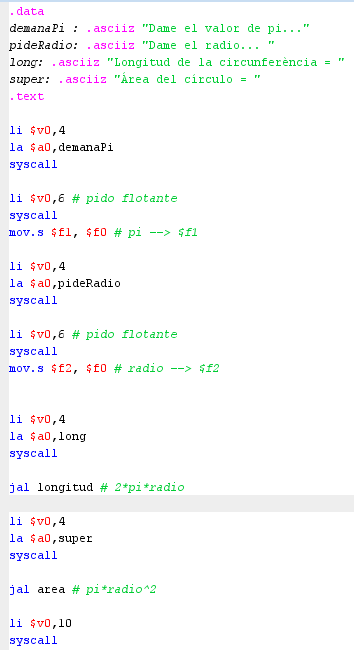 .data
demanaPi : .asciiz "Dame el valor de pi..."
pideRadio: .asciiz "Dame el radio... "
long: .asciiz "Longitud de la circunferència = "
super: .asciiz "Àrea del círculo = "
.text
li $v0,4
la $a0,demanaPi
syscall
li $v0,6 # pido flotante
syscall
mov.s $f1, $f0 # pi --> $f1
li $v0,4
la $a0,pideRadio
syscall
li $v0,6 # pido flotante
syscall
mov.s $f2, $f0 # radio --> $f2
li $v0,4
la $a0,long
syscall
jal longitud # 2*pi*radio
li $v0,4
la $a0,super
syscall
jal area # pi*radio^2
li $v0,10
syscall